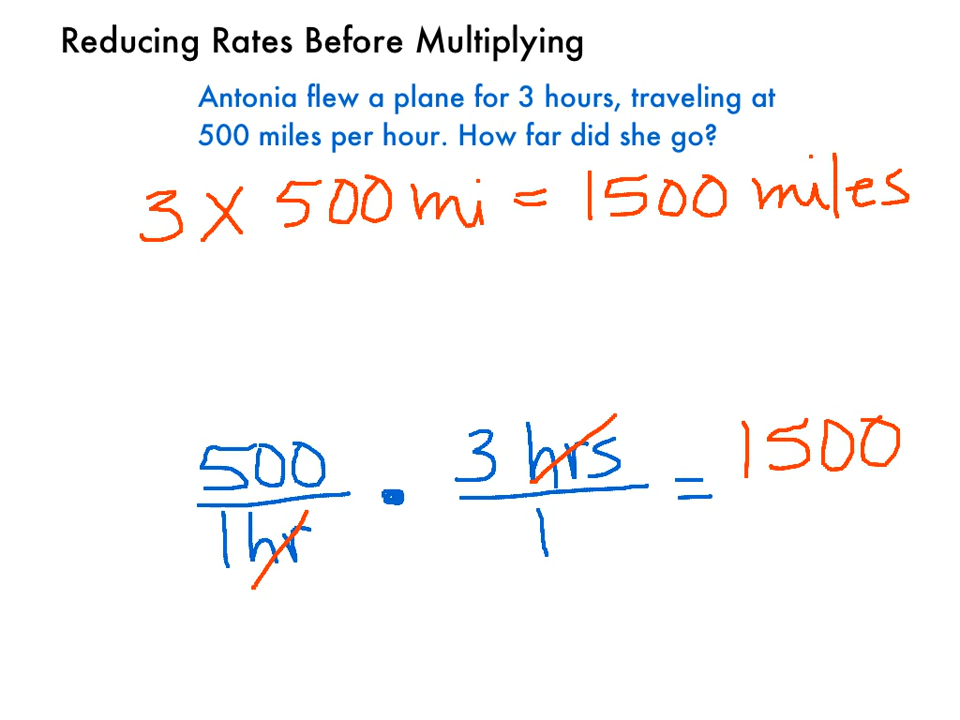 Reducing Rates Before Multiplying
Antonia flew a plane for 3 hours, traveling at
500 miles per hour. How far did she go?
3 x 500 mi = 1500 miles
500 / 1 hr · 3 hrs / 1 = 1500